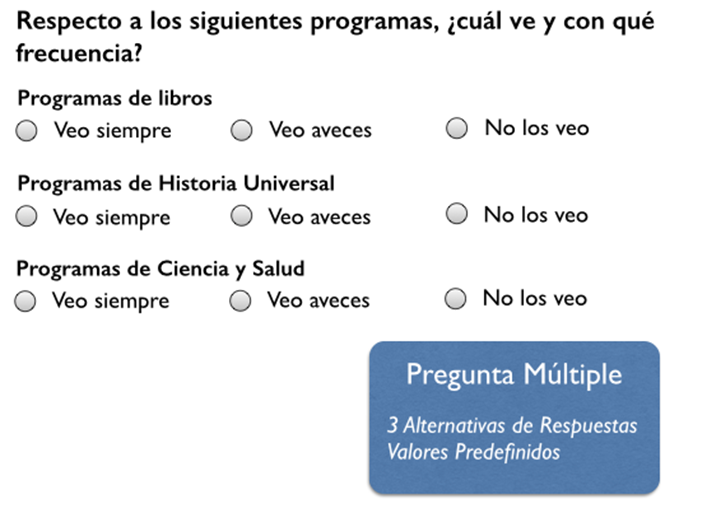 Respecto a los siguientes programas, ¿cuál ve y con qué
frecuencia?
Programas de libros
Veo siempre Veo aveces No los veo
Programas de Historia Universal
Veo siempre Veo aveces No los veo
Programas de Ciencia y Salud
Veo siempre Veo aveces No los veo
Pregunta Múltiple
3 Alternativas de Respuestas
Valores Predefinidos